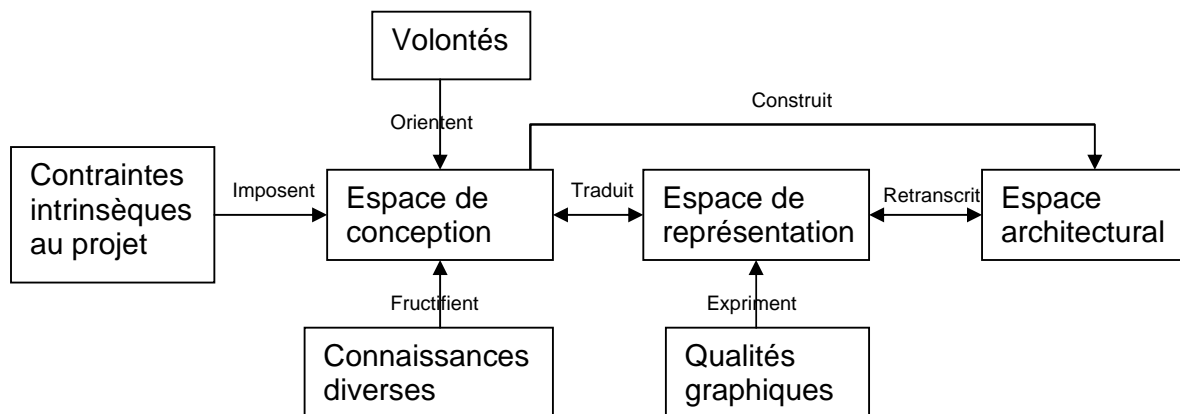 Volontés
Construit
Orientent
Contraintes
intrinsèques
au projet
Imposent
Espace de
conception
Traduit
Espace de
représentation
Retranscrit
Espace
architectural
Fructifient
Expriment
Connaissances
diverses
Qualités
graphiques